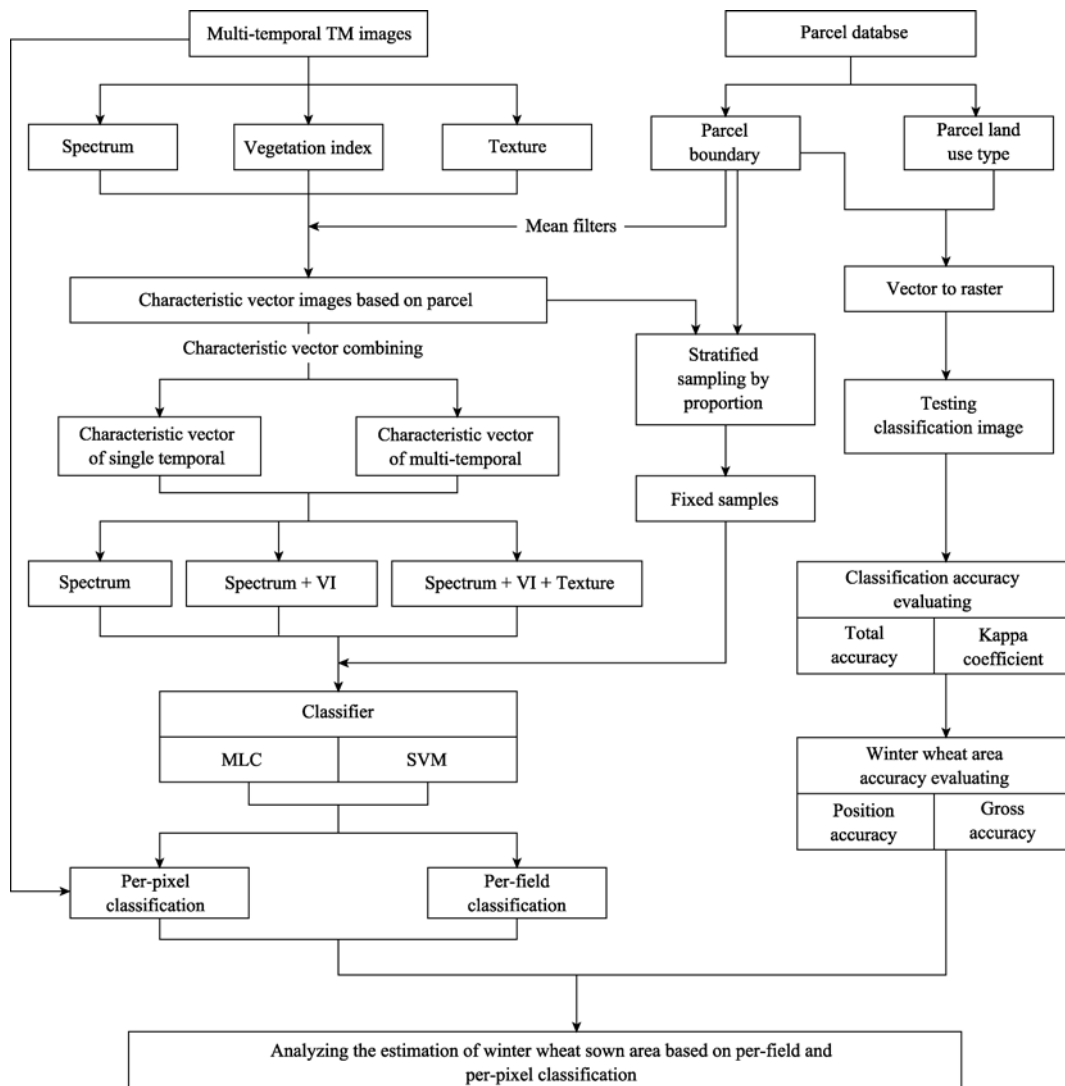 Multi-temporal TM images
Parcel databse
Spectrum
Vegetation index
Texture
Parcel
boundary
Parcel land
use type
Mean filters
Characteristic vector images based on parcel
Vector to raster
Characteristic vector combining
Stratified
sampling by
proportion
Testing
classification image
Characteristic vector
of single temporal
Characteristic vector
of multi-temporal
Fixed samples
Spectrum
Spectrum + VI
Spectrum + VI + Texture
Classification accuracy
evaluating
Total
accuracy
Kappa
coefficient
Classifier
MLC
SVM
Winter wheat area
accuracy evaluating
Position
accuracy
Gross
accuracy
Per-pixel
classification
Per-field
classification
Analyzing the estimation of winter wheat sown area based on per-field and
per-pixel classification